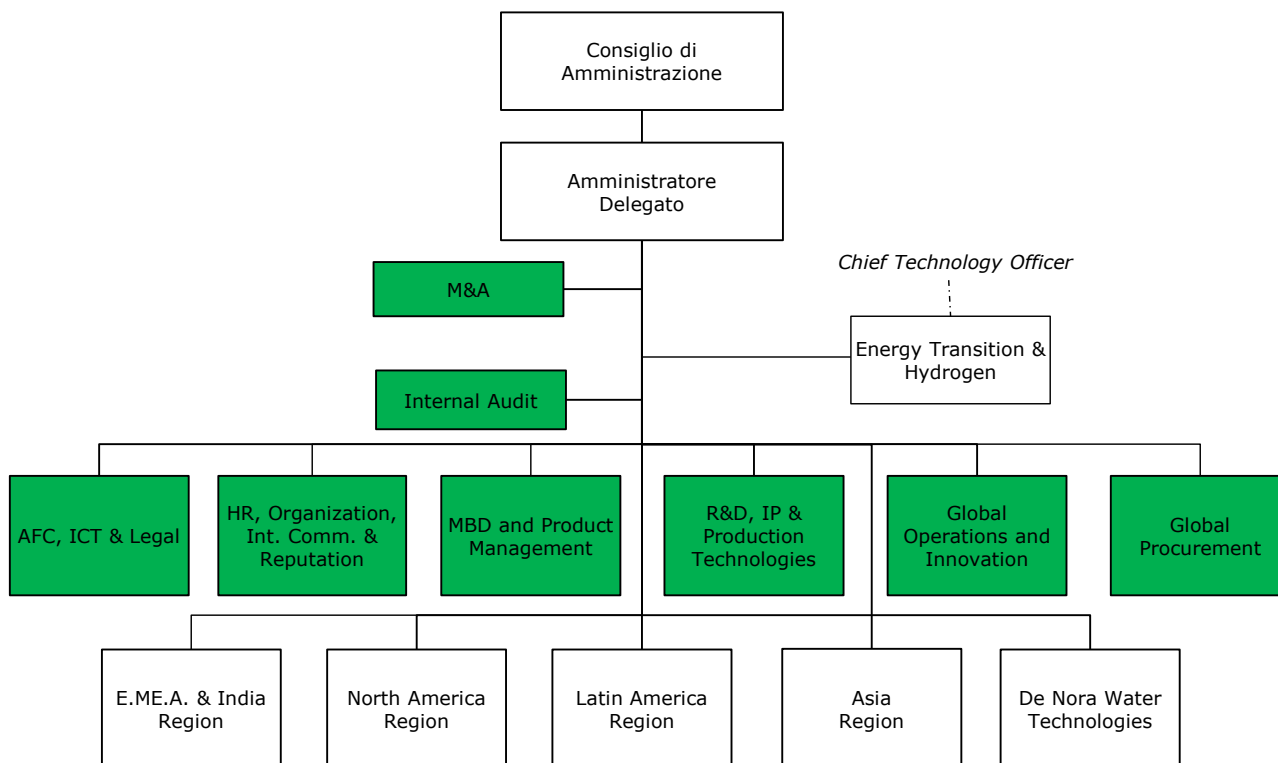 Consiglio di
Amministrazione
Amministratore
Delegato
Chief Technology Officer
M&A
Energy Transition &
Hydrogen
Internal Audit
AFC, ICT & Legal
HR, Organization,
Int. Comm. &
Reputation
MBD and Product
Management
R&D, IP &
Production
Technologies
Global
Operations and
Innovation
Global
Procurement
E.ME.A. & India
Region
North America
Region
Latin America
Region
Asia
Region
De Nora Water
Technologies